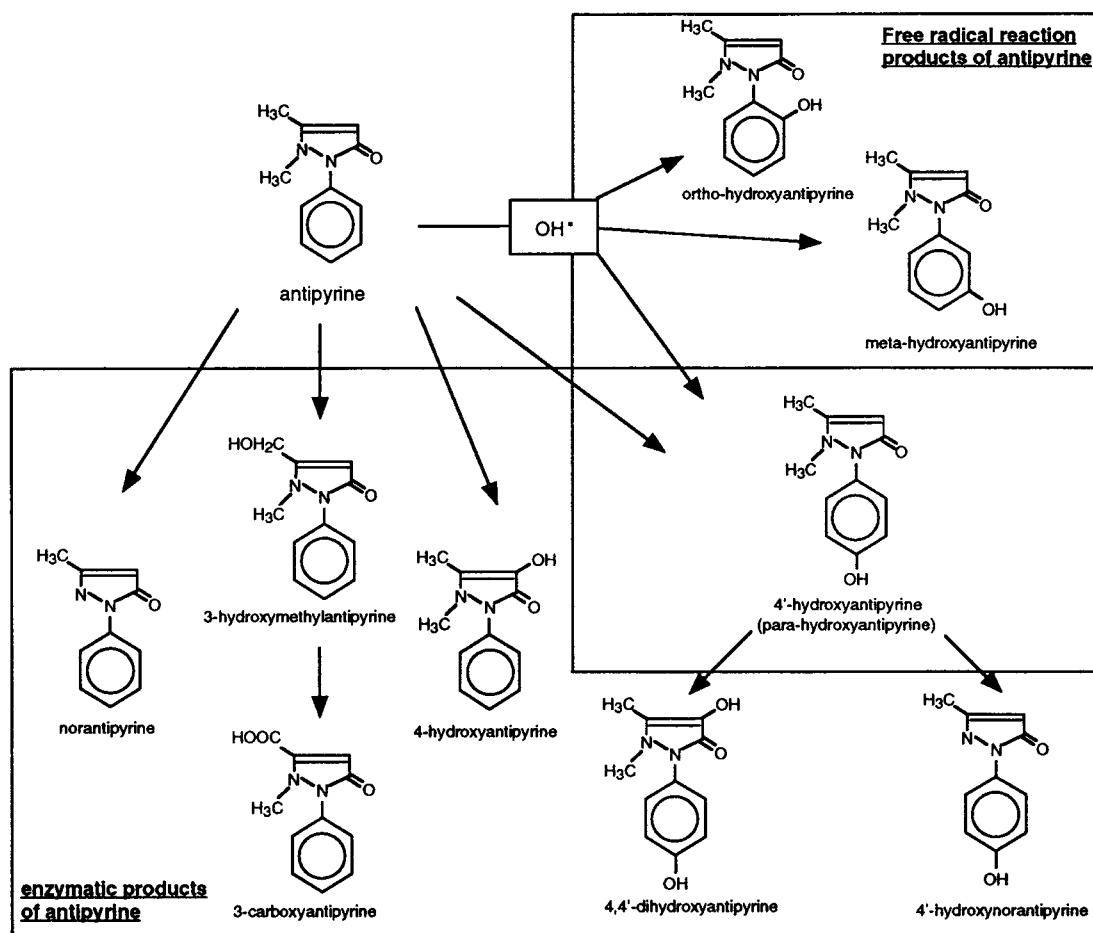 Free radical reaction
products of antipyrine
H₃C
N
N
O
H₃C
OH
ortho-hydroxyantipyrine
H₃C
N
N
O
H₃C
OH
meta-hydroxyantipyrine
H₃C
N
N
O
H₃C
antipyrine
OH•
H₃C
N
N
O
H₃C
OH
4'-hydroxyantipyrine
(para-hydroxyantipyrine)
H₃C
N
N
O
norantipyrine
HOH₂C
N
N
O
H₃C
3-hydroxymethylantipyrine
H₃C
OH
N
N
O
H₃C
4-hydroxyantipyrine
HOOC
N
N
O
H₃C
3-carboxyantipyrine
H₃C
OH
N
N
O
H₃C
OH
4,4'-dihydroxyantipyrine
H₃C
N
N
O
OH
4'-hydroxynorantipyrine
enzymatic products
of antipyrine